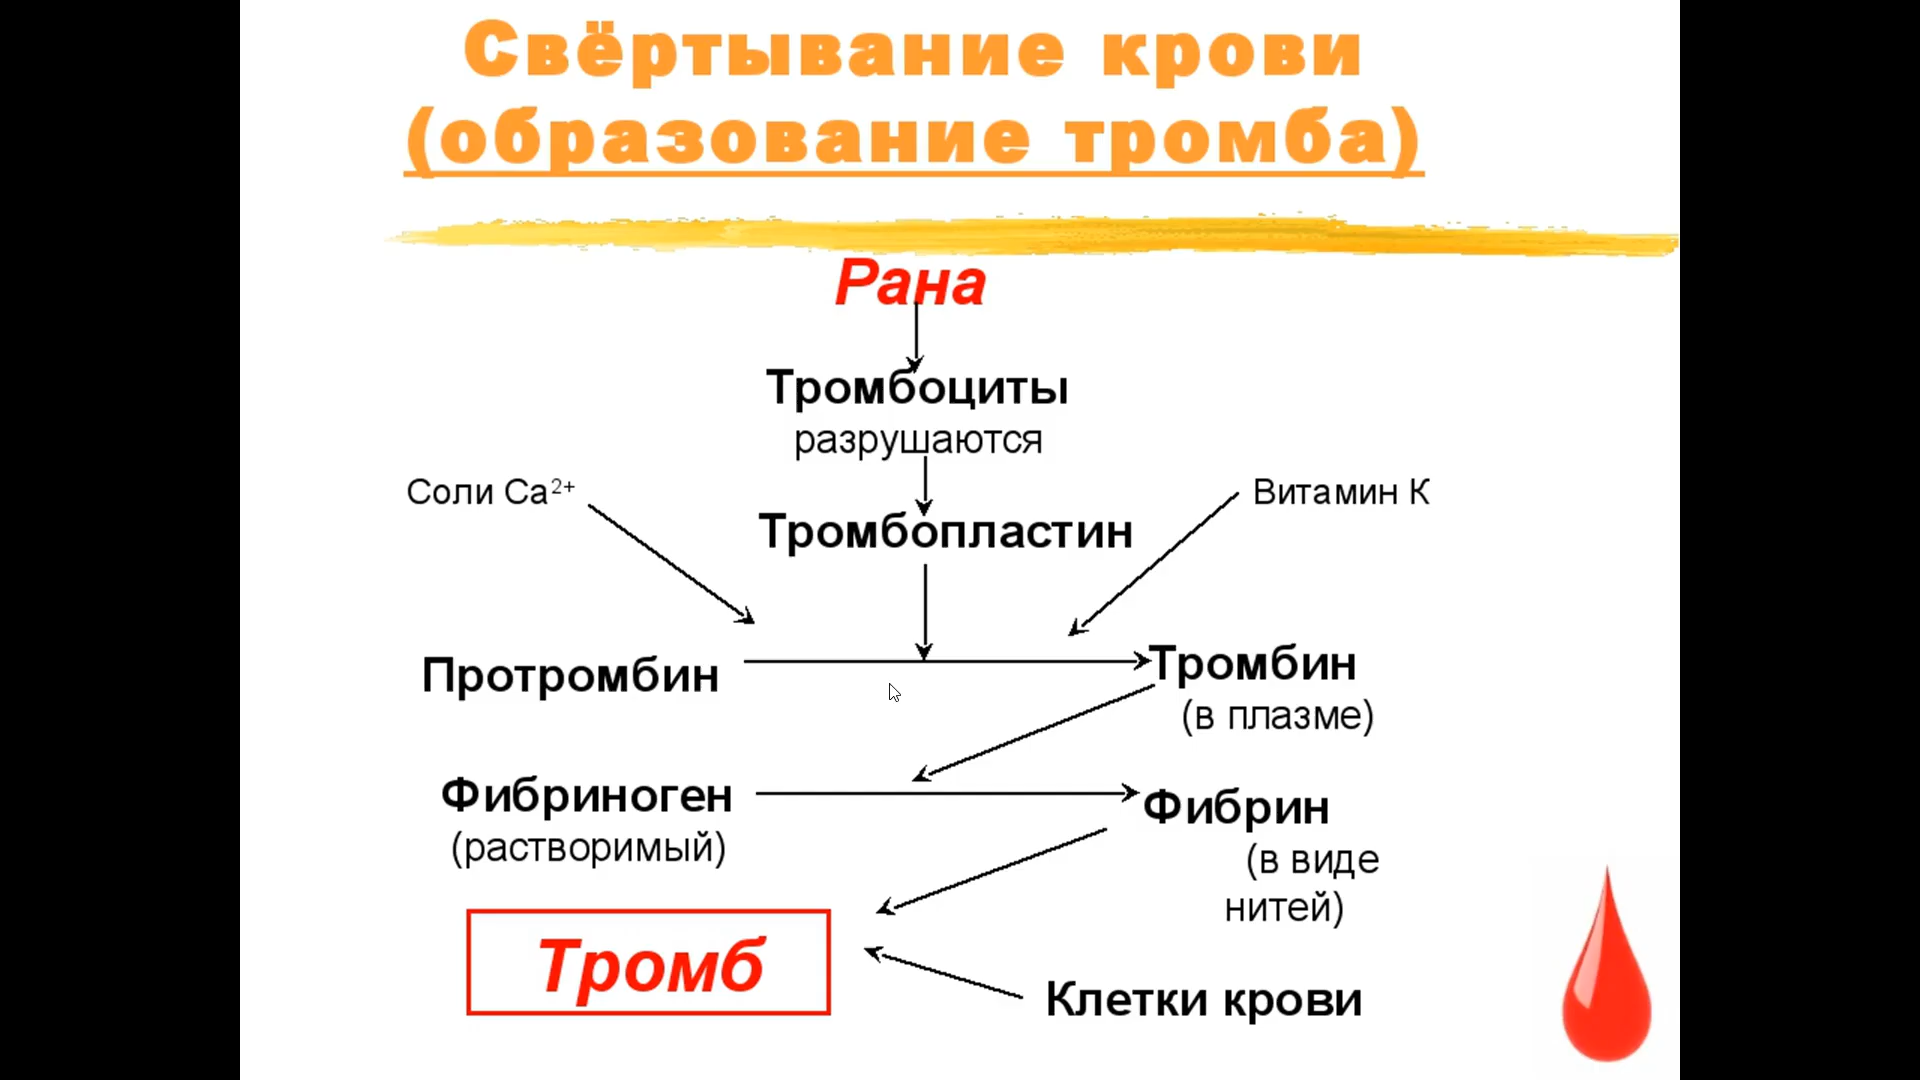 Свёртывание крови
(образование тромба)
Рана
Тромбоциты
разрушаются
Соли Ca²⁺
Витамин К
Тромбопластин
Протромбин
Тромбин
(в плазме)
Фибриноген
(растворимый)
Фибрин
(в виде
нитей)
Тромб
Клетки крови